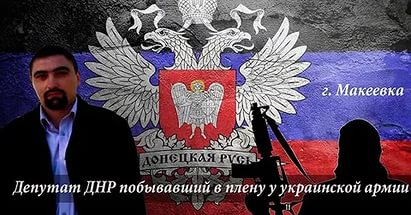 г. Макеевка
ДОНЕЦКАЯ РУСЬ
Депутат ДНР побывавший в плену у украинской армии